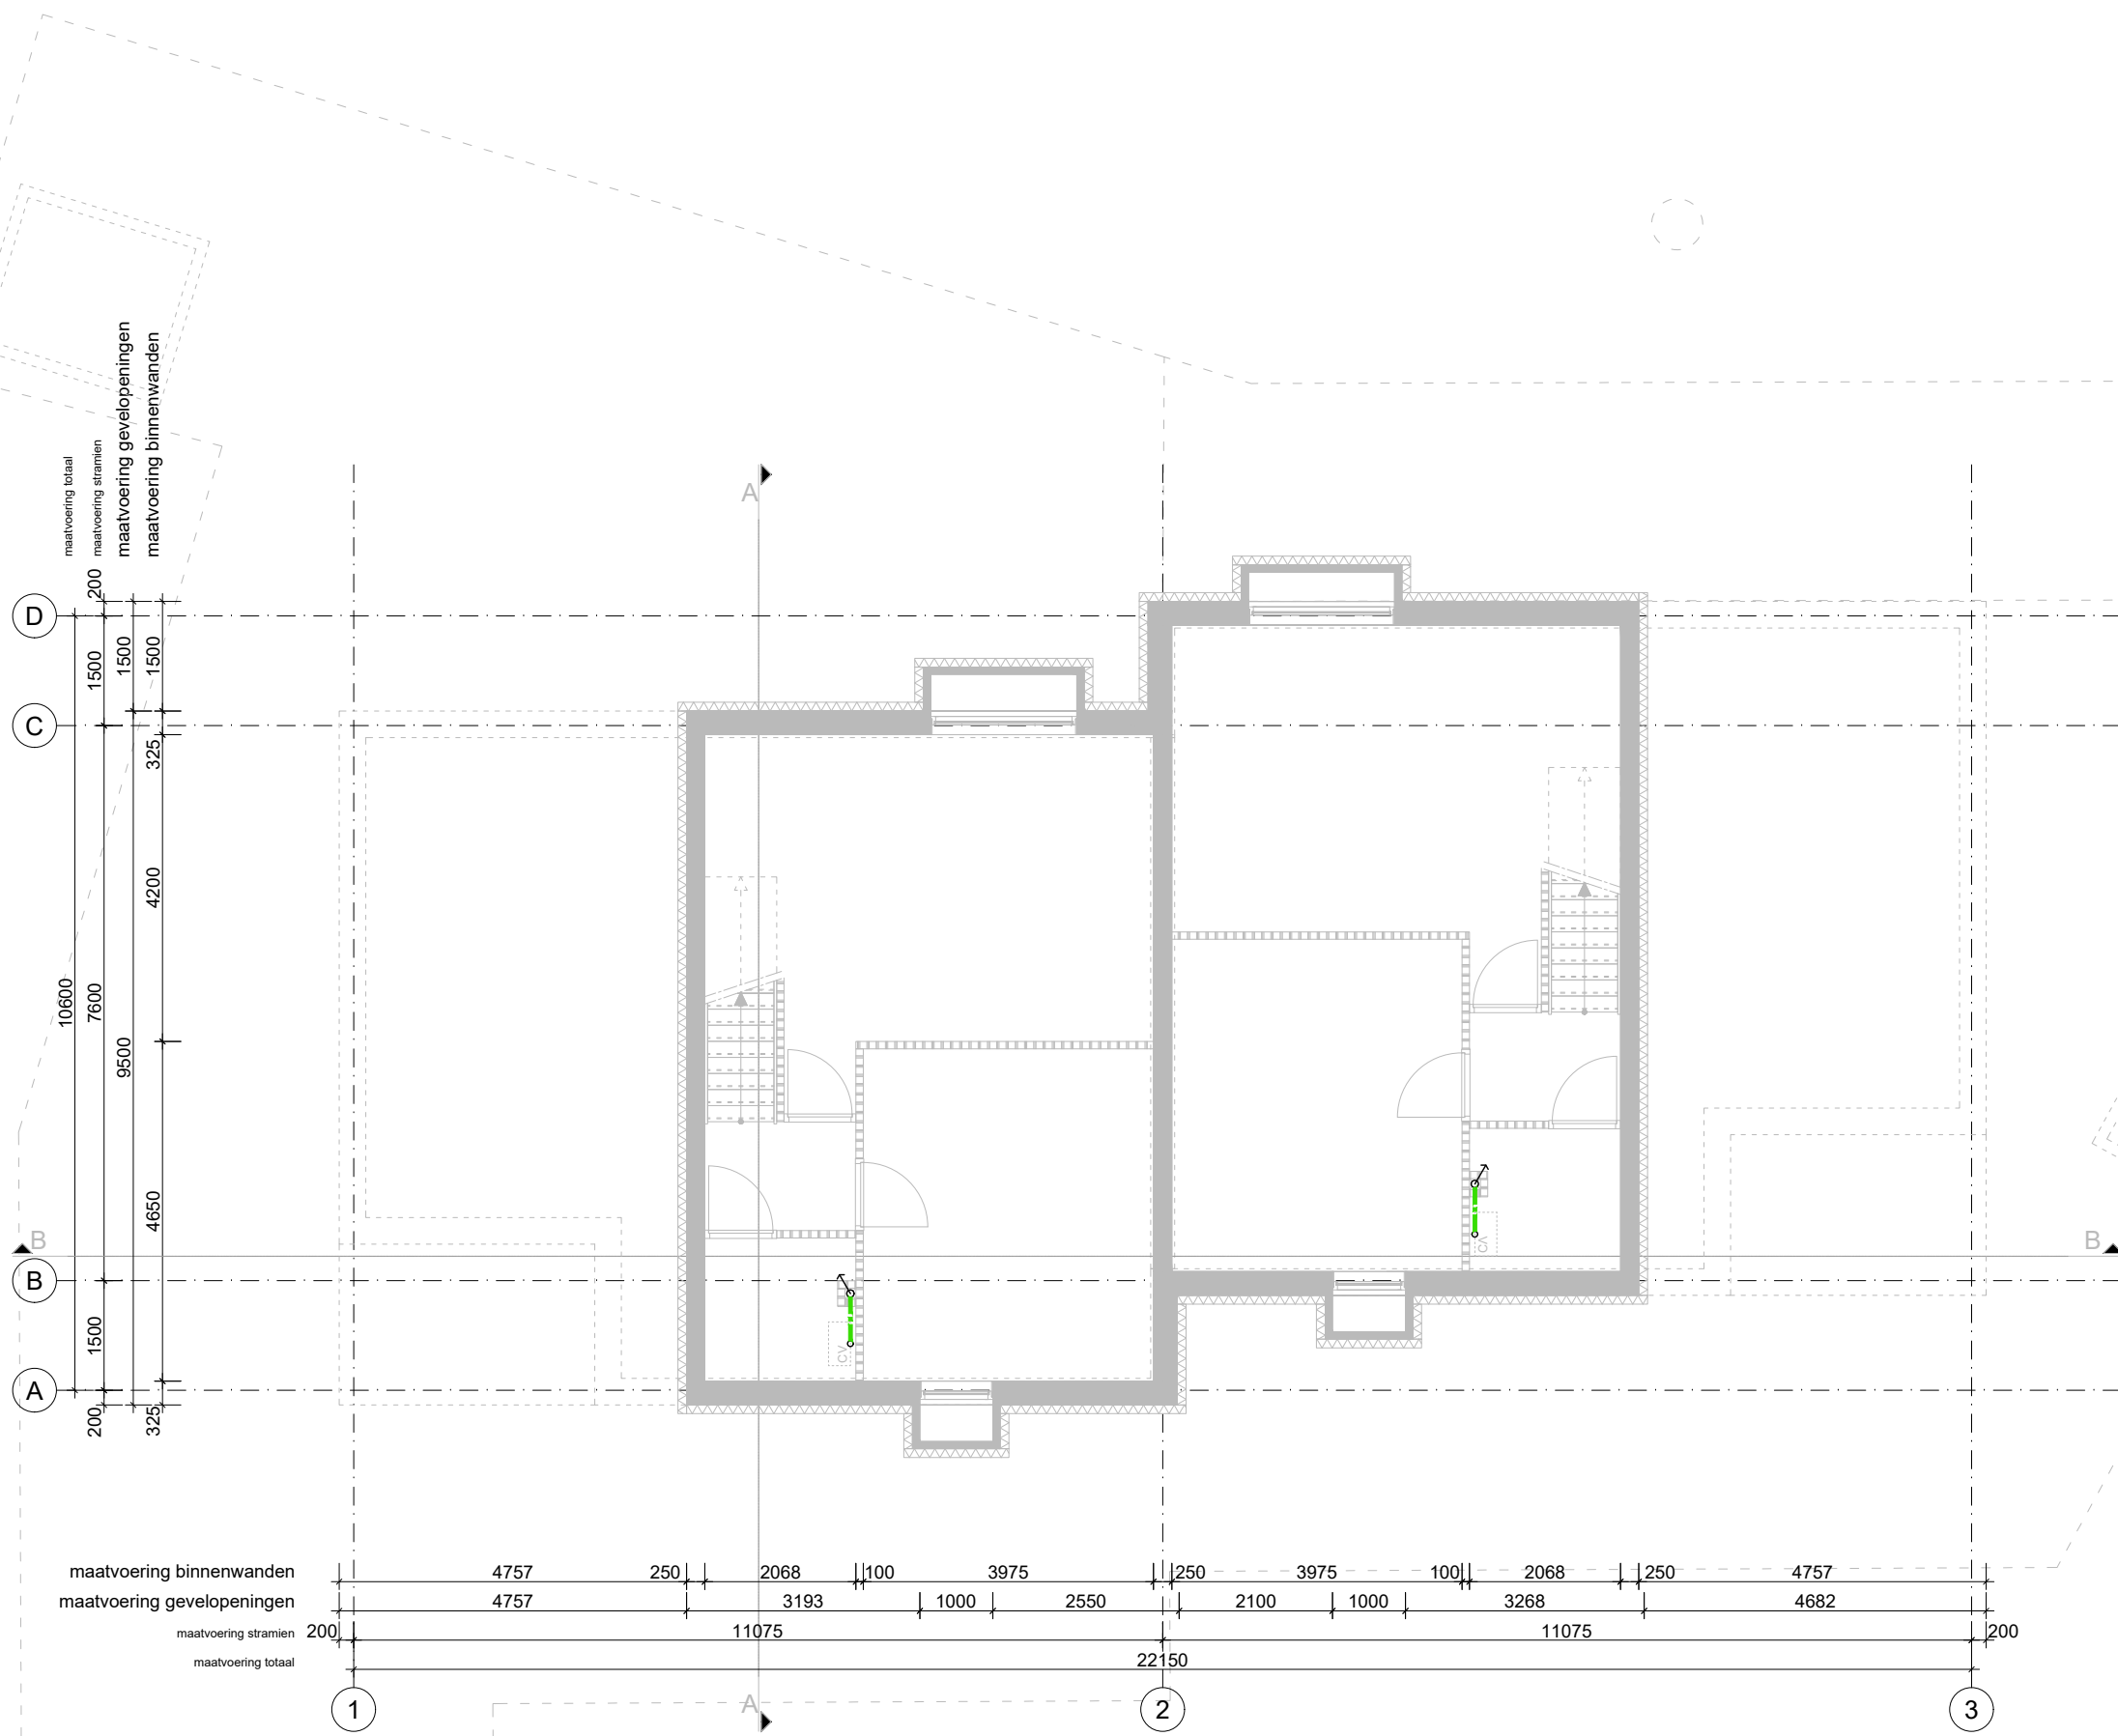 maatvoering totaal
maatvoering stramien
maatvoering gevelopeningen
maatvoering binnenwanden
A
D
C
B
A
B
B
200
1500
7600
1500
200
10600
1500
9500
1500
325
4200
4650
325
CV
CV
maatvoering binnenwanden 4757 250 2068 100 3975 250 3975 100 2068 250 4757
maatvoering gevelopeningen 4757 3193 1000 2550 2100 1000 3268 4682
maatvoering stramien 200 11075 11075 200
maatvoering totaal 22150
A
1 2 3